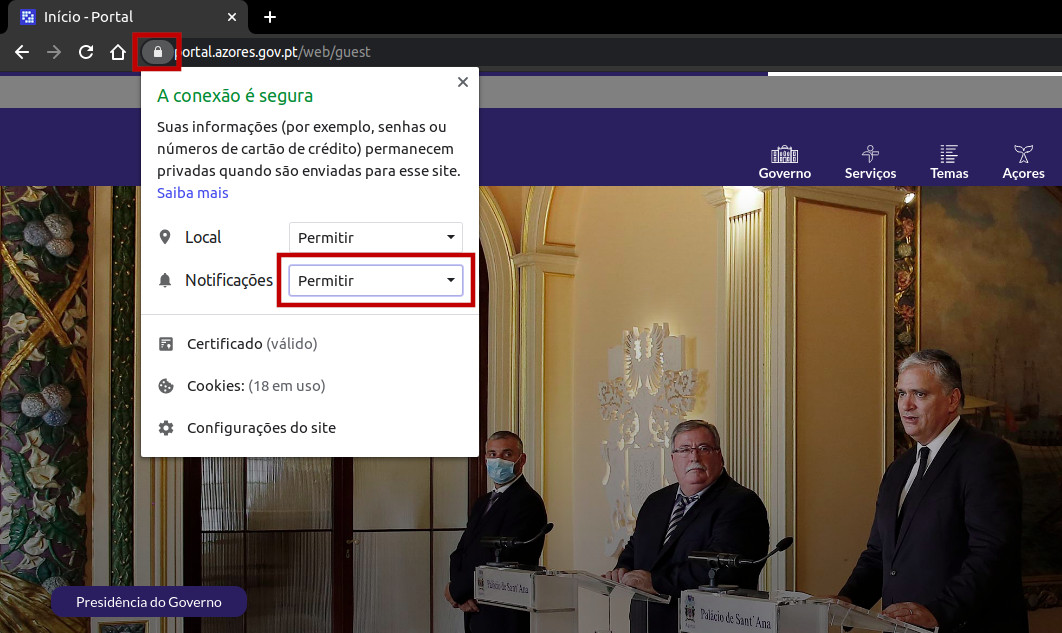 Início - Portal
portal.azores.gov.pt/web/guest
A conexão é segura
Suas informações (por exemplo, senhas ou
números de cartão de crédito) permanecem
privadas quando são enviadas para esse site.
Saiba mais
Local Permitir
Notificações Permitir
Certificado (válido)
Cookies: (18 em uso)
Configurações do site
Governo Serviços Temas Açores
Palácio de Sant'Ana
Palácio de Sant'Ana
Presidência do Governo